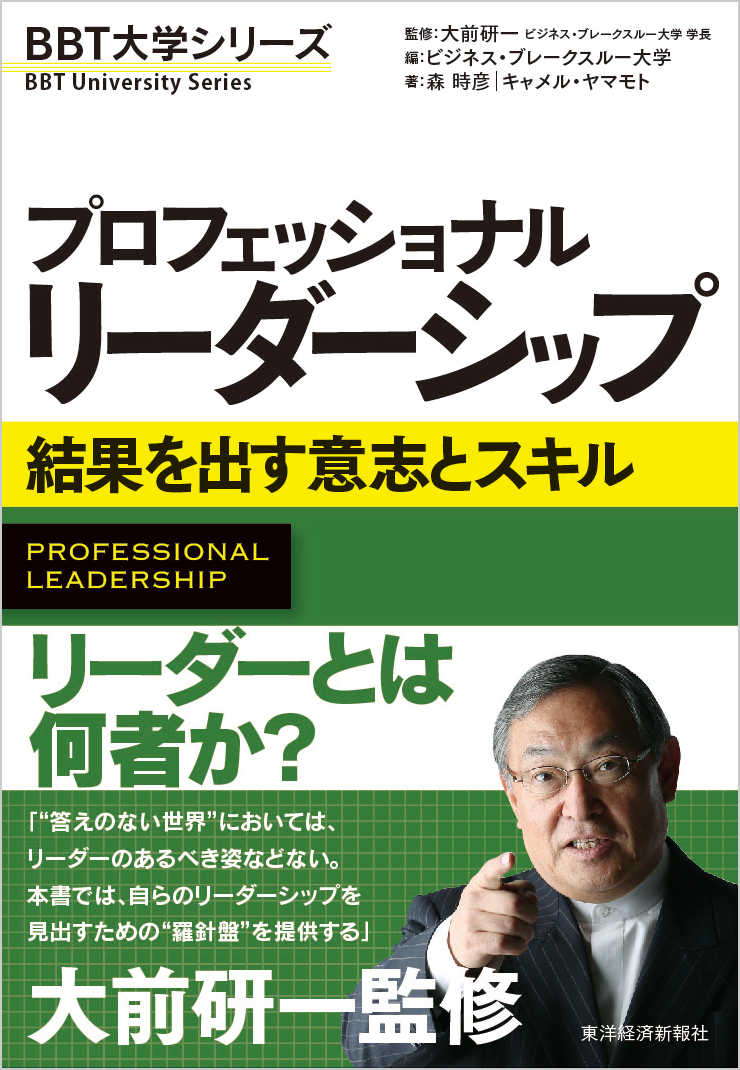 BBT大学シリーズ
BBT University Series
監修：大前研一 ビジネス・ブレークスルー大学 学長
編：ビジネス・ブレークスルー大学
著：森 時彦｜キャメル・ヤマモト
プロフェッショナル
リーダーシップ
結果を出す意志とスキル
PROFESSIONAL
LEADERSHIP
リーダーとは
何者か？
「“答えのない世界”においては、
リーダーのあるべき姿などない。
本書では、自らのリーダーシップを
見出すための“羅針盤”を提供する」
大前研一監修
東洋経済新報社